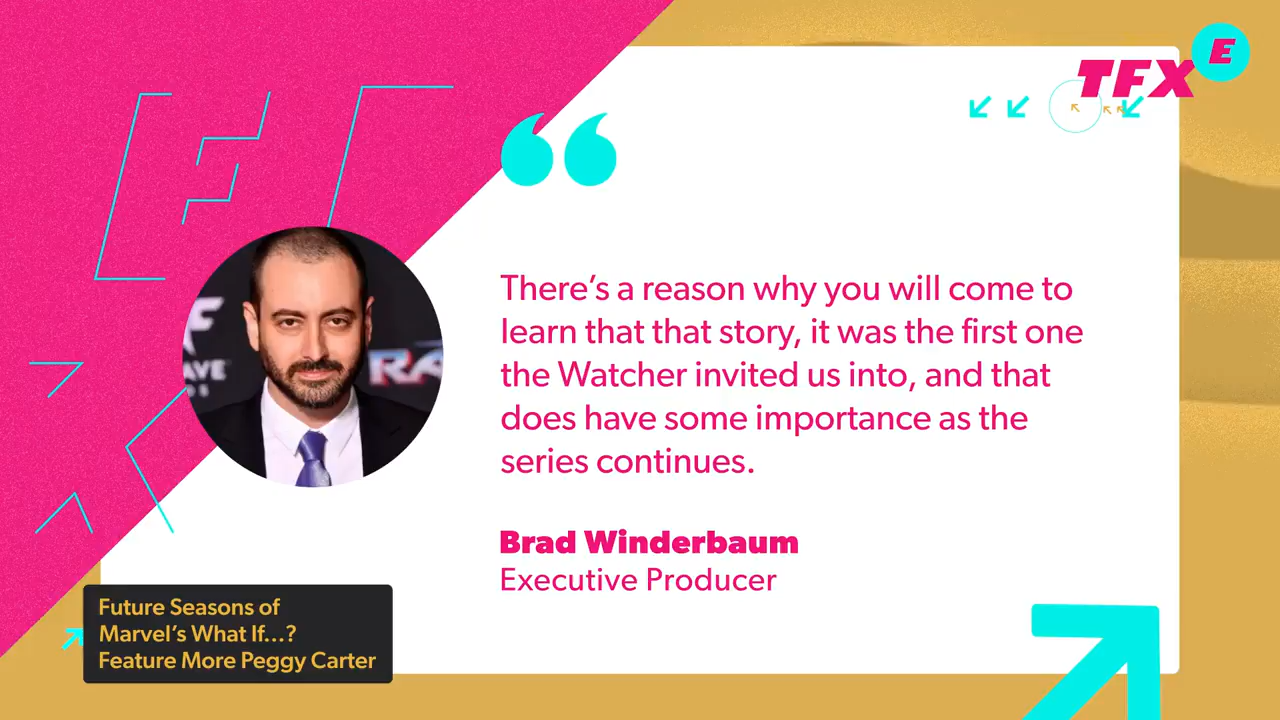 TFX
E
There's a reason why you will come to
learn that that story, it was the first one
the Watcher invited us into, and that
does have some importance as the
series continues.
Brad Winderbaum
Executive Producer
Future Seasons of
Marvel's What If...?
Feature More Peggy Carter